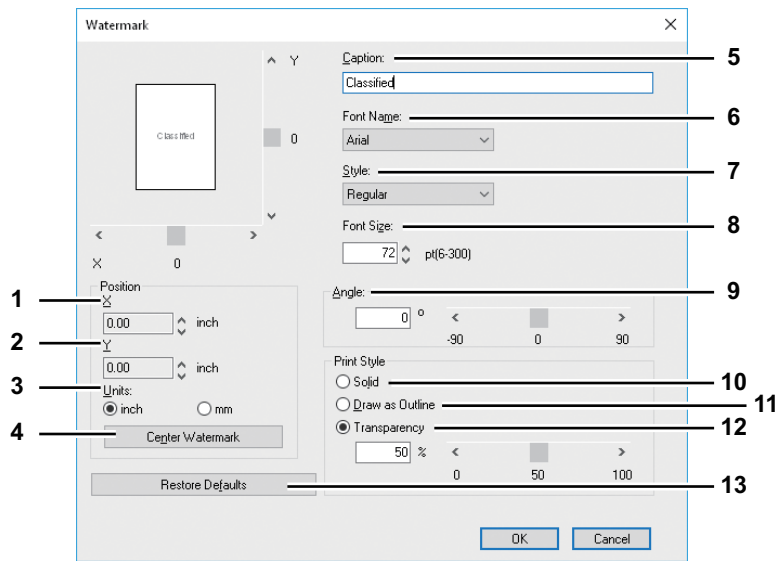 Watermark
Y
Classified
0
X 0
Position
X
0.00 inch
Y
0.00 inch
Units:
inch mm
Center Watermark
Restore Defaults
Caption:
Classified
Font Name:
Arial
Style:
Regular
Font Size:
72 pt(6-300)
Angle:
0 °
-90 0 90
Print Style
Solid
Draw as Outline
Transparency
50 %
0 50 100
OK Cancel
1
2
3
4
5
6
7
8
9
10
11
12
13